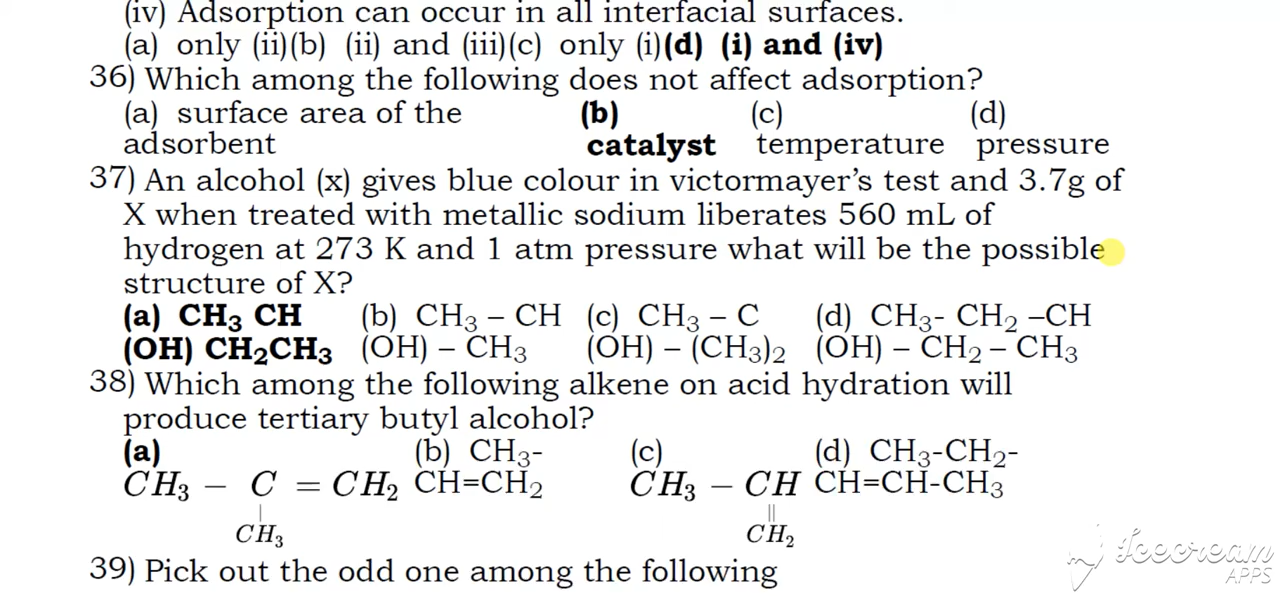 (iv) Adsorption can occur in all interfacial surfaces.
(a) only (ii)(b) (ii) and (iii)(c) only (i)(d) (i) and (iv)
36) Which among the following does not affect adsorption?
(a) surface area of the (b) (c) (d)
adsorbent catalyst temperature pressure
37) An alcohol (x) gives blue colour in victormayer's test and 3.7g of
X when treated with metallic sodium liberates 560 mL of
hydrogen at 273 K and 1 atm pressure what will be the possible
structure of X?
(a) CH₃ CH (b) CH₃ – CH (c) CH₃ – C (d) CH₃- CH₂ –CH
(OH) CH₂CH₃ (OH) – CH₃ (OH) – (CH₃)₂ (OH) – CH₂ – CH₃
38) Which among the following alkene on acid hydration will
produce tertiary butyl alcohol?
(a) (b) CH₃- (c) (d) CH₃-CH₂-
CH₃ – C = CH₂ CH=CH₂ CH₃ – CH CH=CH-CH₃
| ||
CH₃ CH₂
39) Pick out the odd one among the following
Icecream
APPS